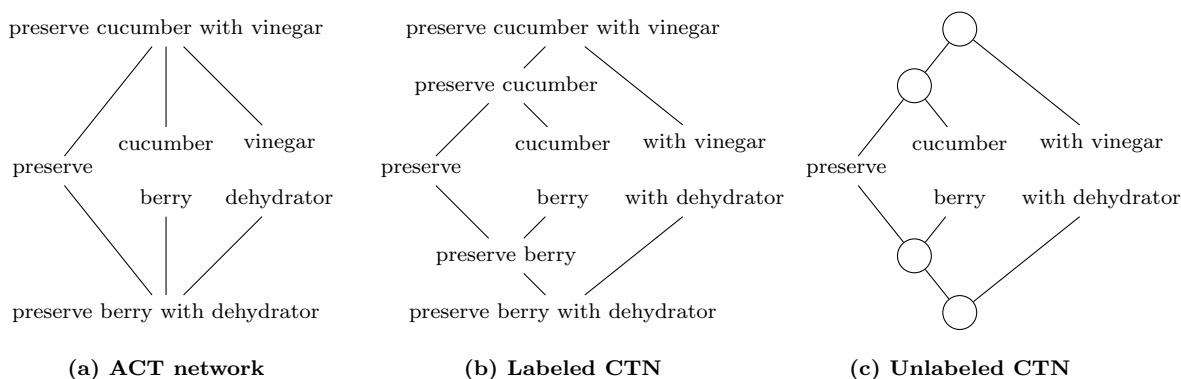 preserve cucumber with vinegar
cucumber vinegar
preserve
berry dehydrator
preserve berry with dehydrator
(a) ACT network
preserve cucumber with vinegar
preserve cucumber
cucumber with vinegar
preserve
berry with dehydrator
preserve berry
preserve berry with dehydrator
(b) Labeled CTN
cucumber with vinegar
preserve
berry with dehydrator
(c) Unlabeled CTN